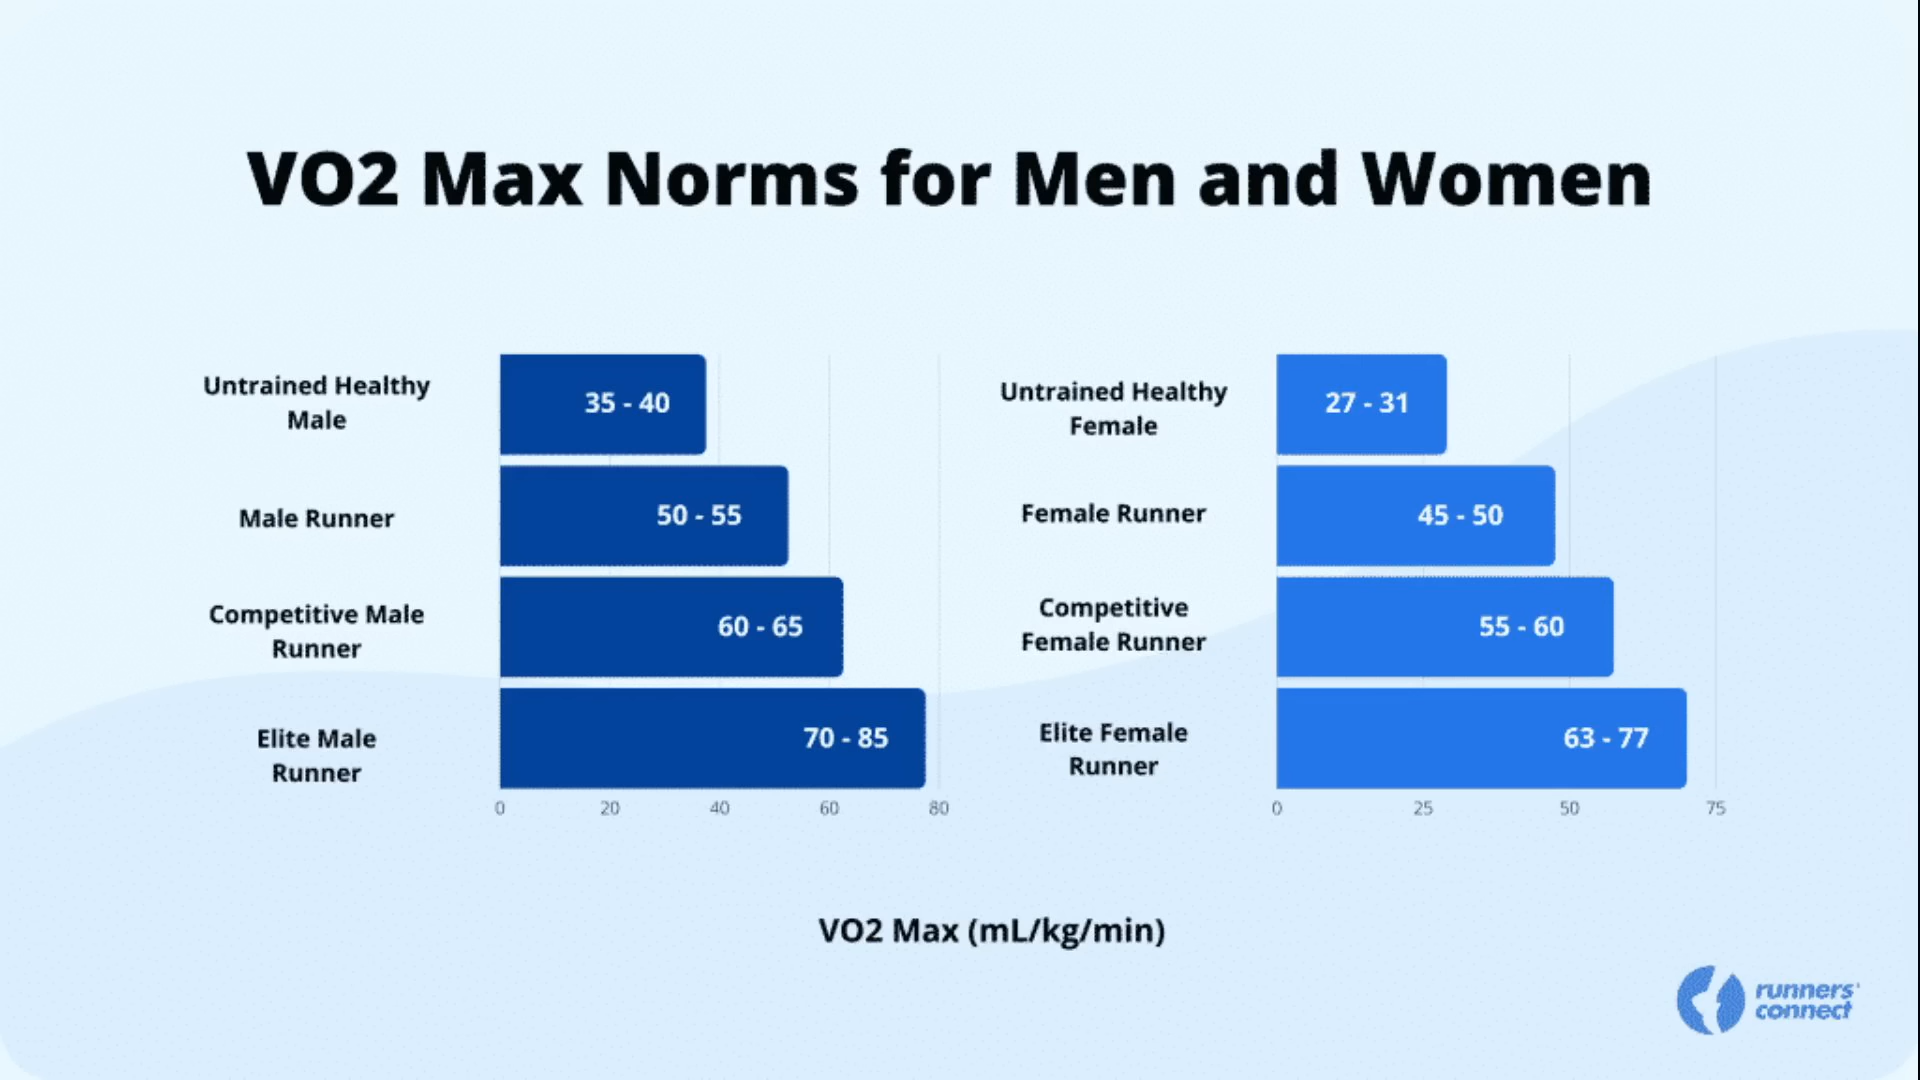 VO2 Max Norms for Men and Women
Untrained Healthy
Male
35 - 40
Male Runner
50 - 55
Competitive Male
Runner
60 - 65
Elite Male
Runner
70 - 85
0 20 40 60 80
Untrained Healthy
Female
27 - 31
Female Runner
45 - 50
Competitive
Female Runner
55 - 60
Elite Female
Runner
63 - 77
0 25 50 75
VO2 Max (mL/kg/min)
runners'
connect